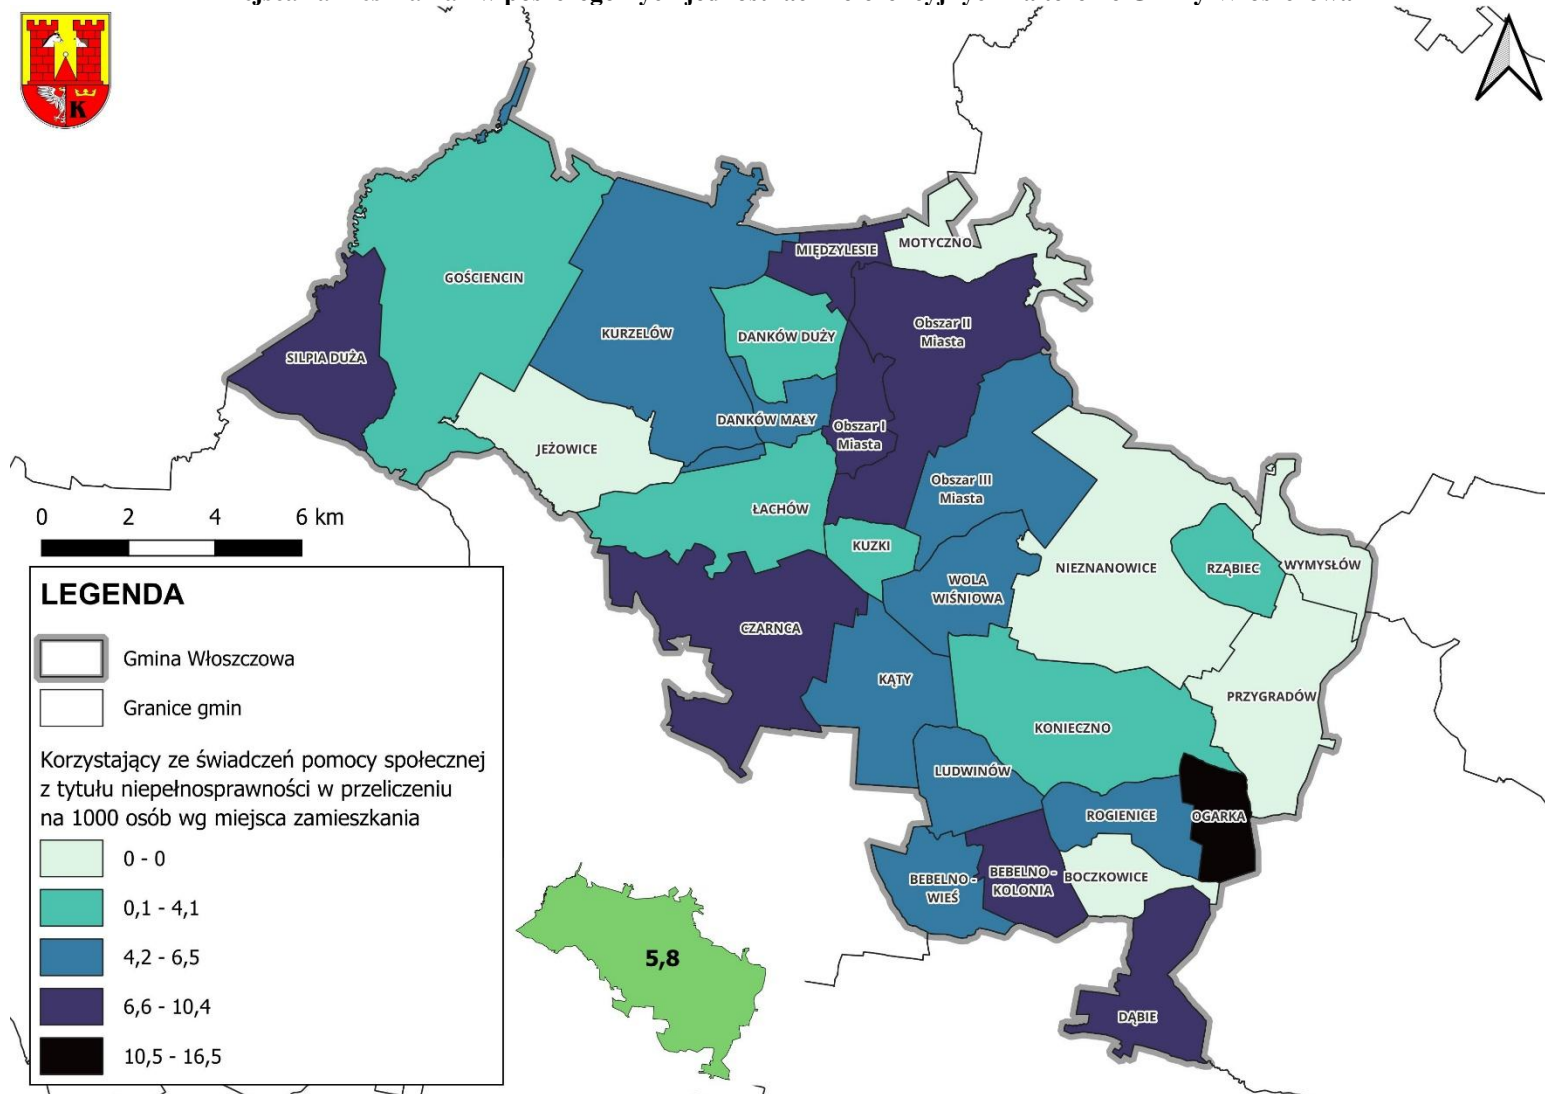 K
GOŚCIENCIN
SILPIA DUŻA
KURZELÓW
JEŻOWICE
MIĘDZYLESIE
MOTYCZNO
DANKÓW DUŻY
DANKÓW MAŁY
Obszar II
Miasta
Obszar I
Miasta
Obszar III
Miasta
ŁACHÓW
KUZKI
WOLA
WIŚNIOWA
NIEZNANOWICE
RZĄBIEC
WYMYSŁÓW
CZARNCA
KĄTY
KONIECZNO
PRZYGRADÓW
LUDWINÓW
ROGIENICE
OGARKA
BEBELNO -
WIEŚ
BEBELNO -
KOLONIA
BOCZKOWICE
DĄBIE
0 2 4 6 km
LEGENDA
Gmina Włoszczowa
Granice gmin
Korzystający ze świadczeń pomocy społecznej
z tytułu niepełnosprawności w przeliczeniu
na 1000 osób wg miejsca zamieszkania
0 - 0
0,1 - 4,1
4,2 - 6,5
6,6 - 10,4
10,5 - 16,5
5,8